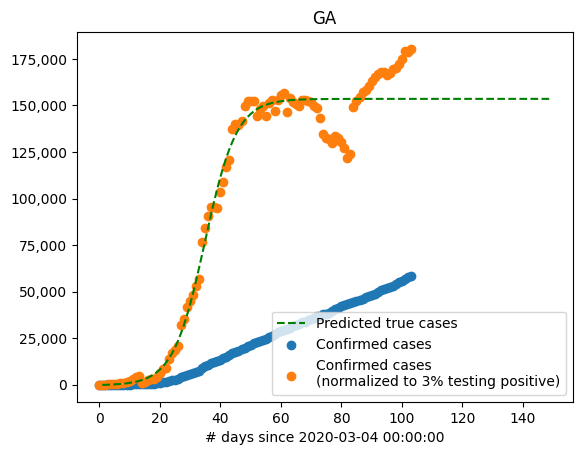 GA
175,000
150,000
125,000
100,000
75,000
50,000
25,000
0
Predicted true cases
Confirmed cases
Confirmed cases
(normalized to 3% testing positive)
0 20 40 60 80 100 120 140
# days since 2020-03-04 00:00:00